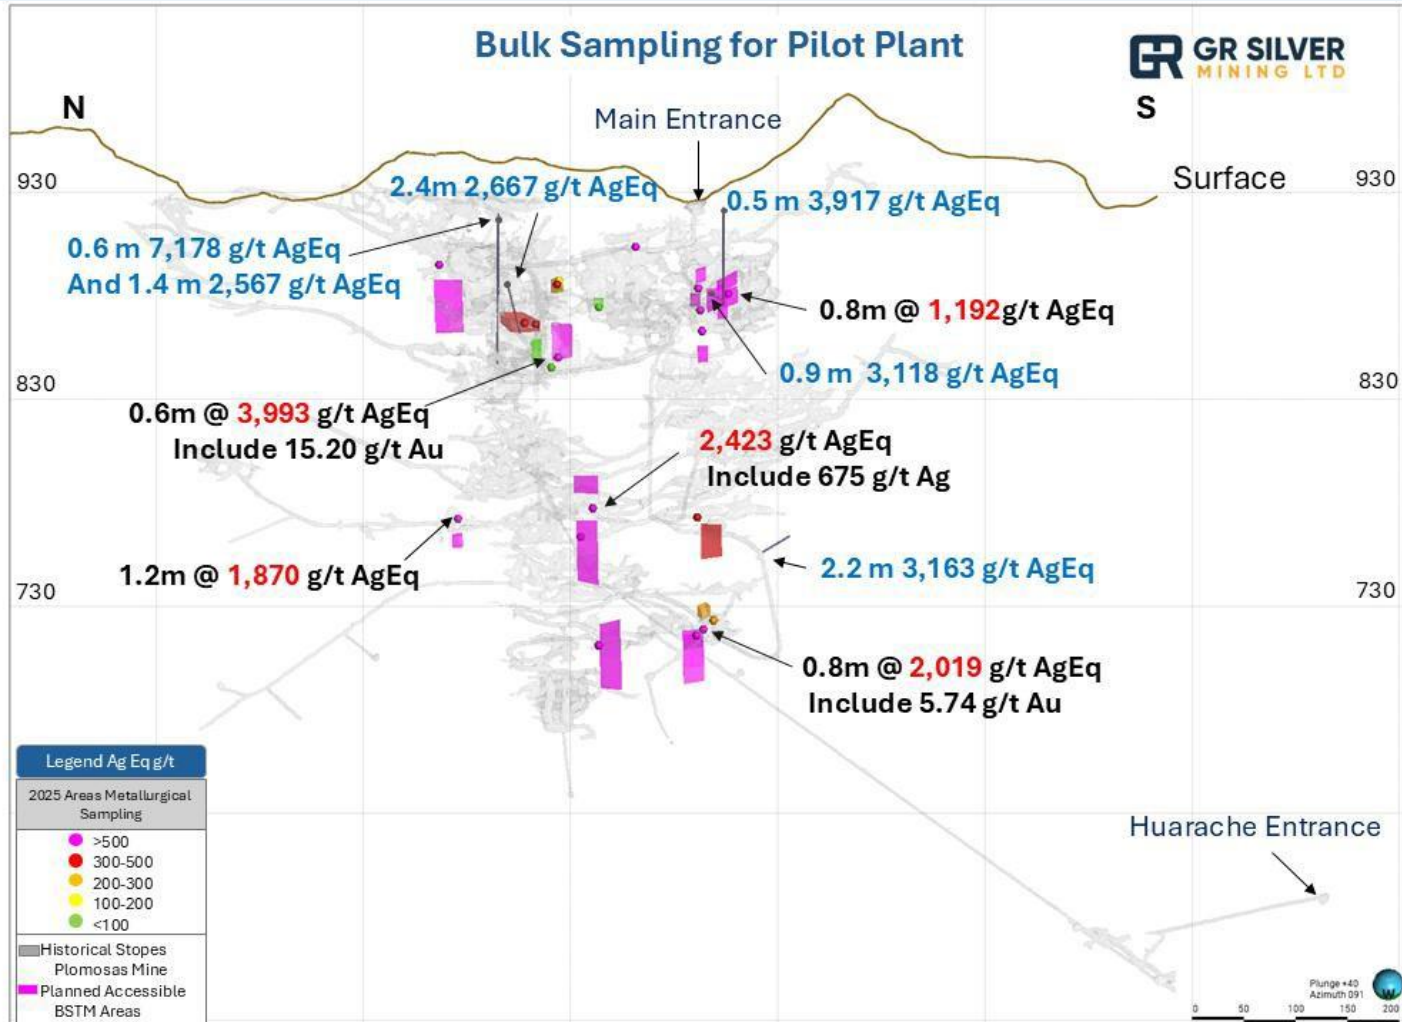 Bulk Sampling for Pilot Plant
GR SILVER
MINING LTD
N
S
Main Entrance
Surface
930
930
2.4m 2,667 g/t AgEq
0.5 m 3,917 g/t AgEq
0.6 m 7,178 g/t AgEq
And 1.4 m 2,567 g/t AgEq
0.8m @ 1,192g/t AgEq
0.9 m 3,118 g/t AgEq
830
830
0.6m @ 3,993 g/t AgEq
Include 15.20 g/t Au
2,423 g/t AgEq
Include 675 g/t Ag
1.2m @ 1,870 g/t AgEq
2.2 m 3,163 g/t AgEq
730
730
0.8m @ 2,019 g/t AgEq
Include 5.74 g/t Au
Legend Ag Eq g/t
2025 Areas Metallurgical
Sampling
>500
300-500
200-300
100-200
<100
Historical Stopes
Plomosas Mine
Planned Accessible
BSTM Areas
Huarache Entrance
Plunge +40
Azimuth 091
W
0 50 100 150 200